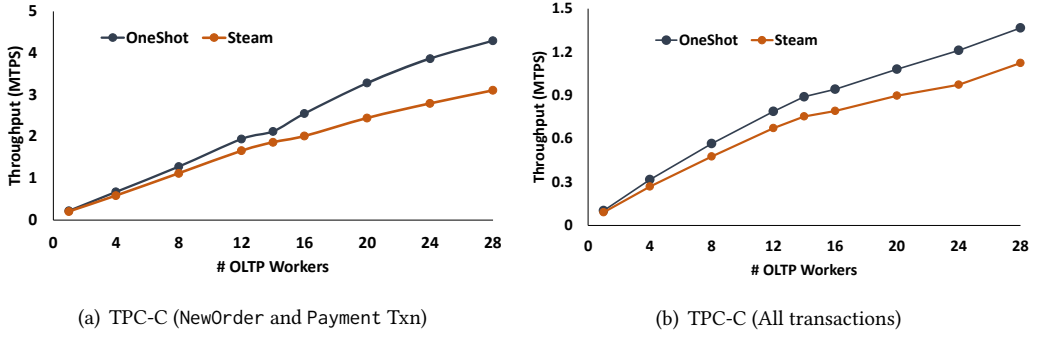 5
4
3
2
1
0
Throughput (MTPS)
OneShot
Steam
0 4 8 12 16 20 24 28
# OLTP Workers
(a) TPC-C (NewOrder and Payment Txn)
1.5
1.2
0.9
0.6
0.3
0
Throughput (MTPS)
OneShot
Steam
0 4 8 12 16 20 24 28
# OLTP Workers
(b) TPC-C (All transactions)